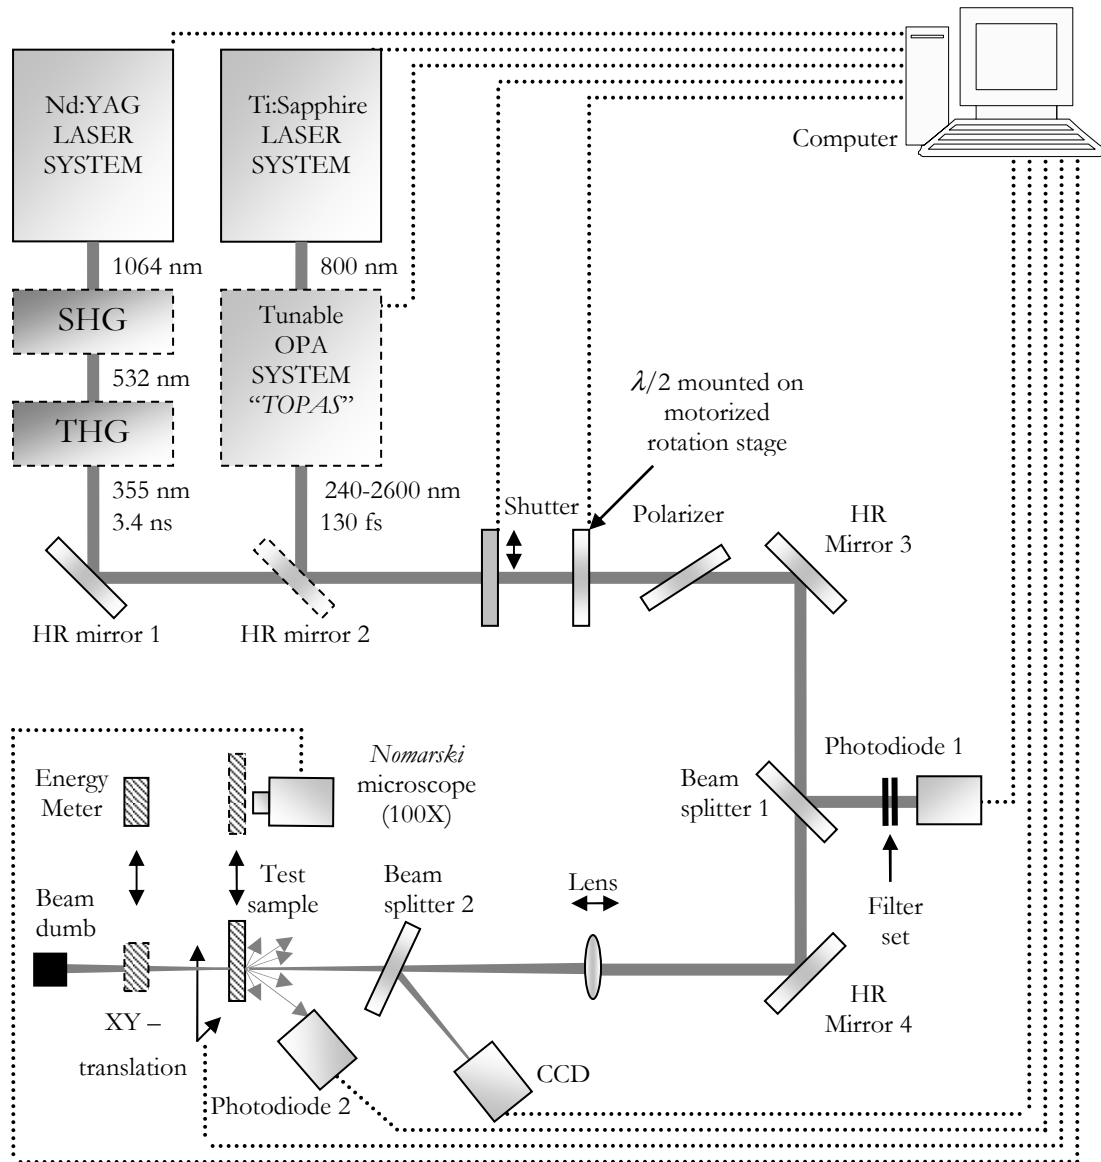 Nd:YAG
LASER
SYSTEM
Ti:Sapphire
LASER
SYSTEM
Computer
1064 nm
800 nm
SHG
Tunable
OPA
SYSTEM
“TOPAS”
532 nm
THG
λ/2 mounted on
motorized
rotation stage
355 nm
3.4 ns
240-2600 nm
130 fs
Shutter
Polarizer
HR
Mirror 3
HR mirror 1
HR mirror 2
Energy
Meter
Nomarski
microscope
(100X)
Beam
splitter 1
Photodiode 1
Beam
dumb
Test
sample
Beam
splitter 2
Lens
Filter
set
XY –
translation
HR
Mirror 4
Photodiode 2
CCD